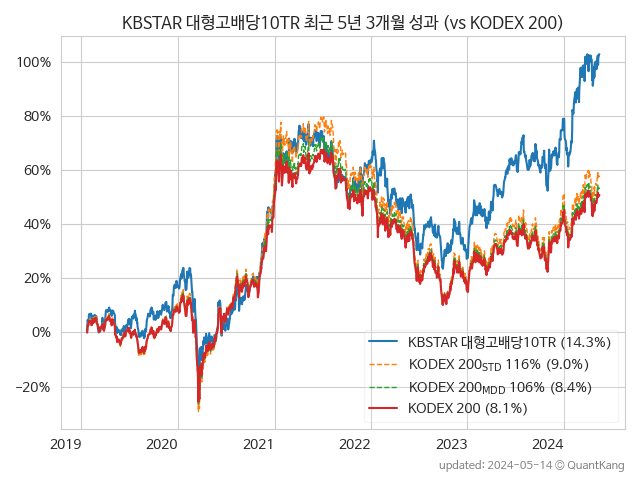 KBSTAR 대형고배당10TR 최근 5년 3개월 성과 (vs KODEX 200)
100%
80%
60%
40%
20%
0%
−20%
KBSTAR 대형고배당10TR (14.3%)
KODEX 200STD 116% (9.0%)
KODEX 200MDD 106% (8.4%)
KODEX 200 (8.1%)
2019 2020 2021 2022 2023 2024
updated: 2024-05-14 © QuantKang